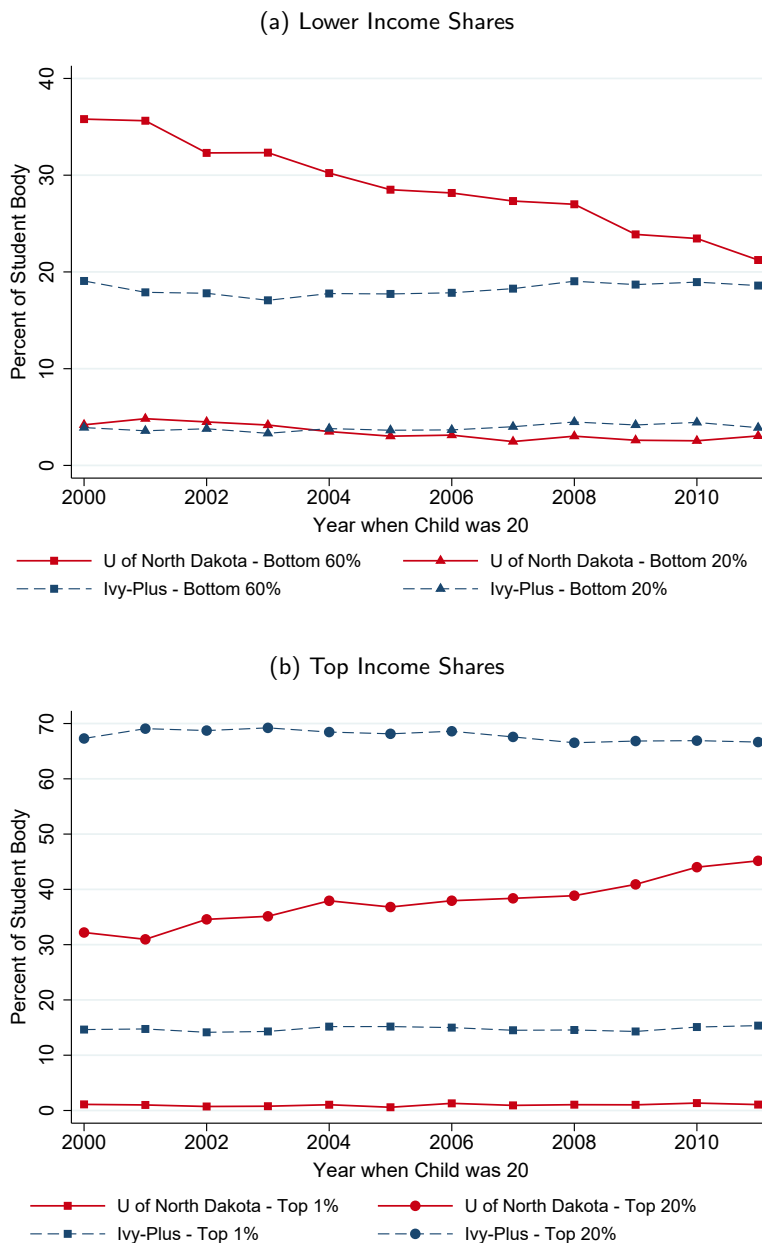 (a) Lower Income Shares
40
30
20
10
0
Percent of Student Body
2000 2002 2004 2006 2008 2010
Year when Child was 20
U of North Dakota - Bottom 60% U of North Dakota - Bottom 20%
Ivy-Plus - Bottom 60% Ivy-Plus - Bottom 20%
(b) Top Income Shares
70
60
50
40
30
20
10
0
Percent of Student Body
2000 2002 2004 2006 2008 2010
Year when Child was 20
U of North Dakota - Top 1% U of North Dakota - Top 20%
Ivy-Plus - Top 1% Ivy-Plus - Top 20%